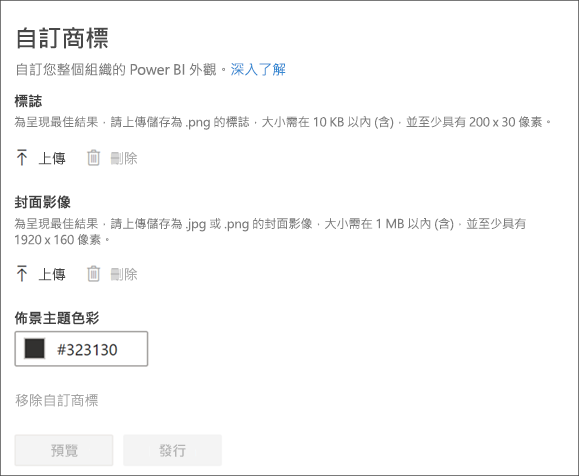 自訂商標
自訂您整個組織的 Power BI 外觀。深入了解
標誌
為呈現最佳結果，請上傳儲存為 .png 的標誌，大小需在 10 KB 以內 (含)，並至少具有 200 x 30 像素。
上傳 刪除
封面影像
為呈現最佳結果，請上傳儲存為 .jpg 或 .png 的封面影像，大小需在 1 MB 以內 (含)，並至少具有
1920 x 160 像素。
上傳 刪除
佈景主題色彩
#323130
移除自訂商標
預覽 發行